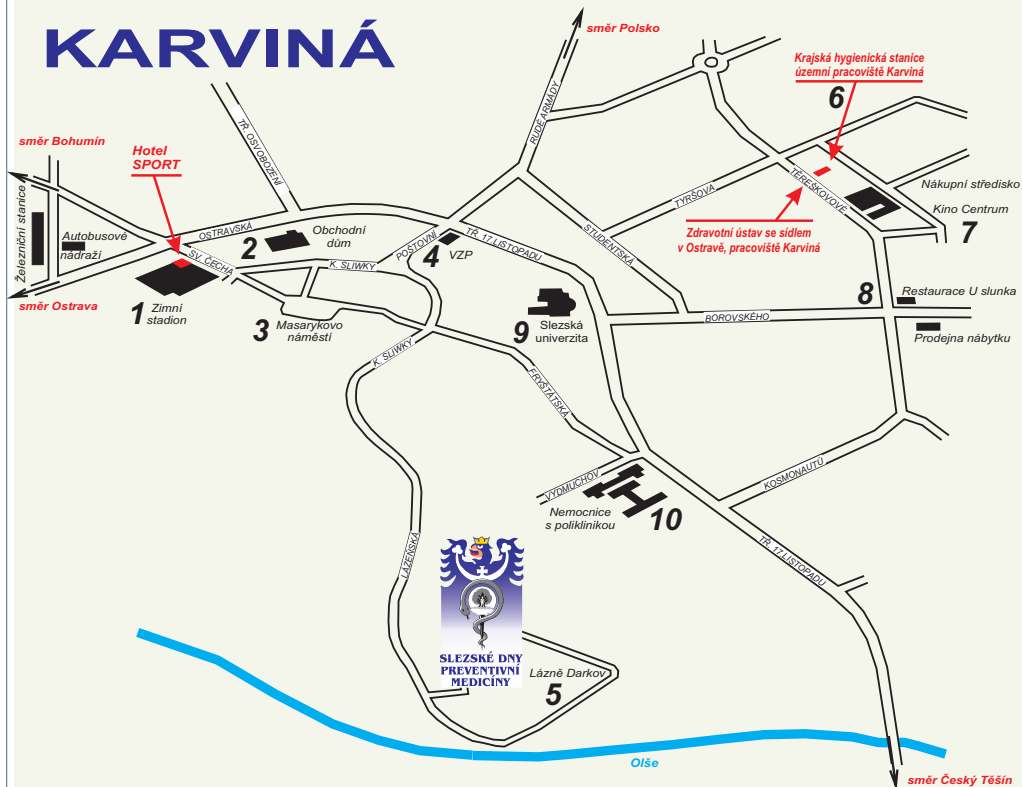 KARVINÁ
směr Polsko
Krajská hygienická stanice
územní pracoviště Karviná
6
RUDÉ ARMÁDY
TŘ. OSVOBOZENÍ
směr Bohumín
Hotel
SPORT
Železniční stanice
Autobusové
nádraží
směr Ostrava
OSTRAVSKÁ
SV. ČECHA
2
Obchodní
dům
K. SLIWKY
POŠTOVNÍ
4
VZP
TŘ. 17.LISTOPADU
STUDENTSKÁ
TYRŠOVÁ
TĚREŠKOVOVÉ
Zdravotní ústav se sídlem
v Ostravě, pracoviště Karviná
Nákupní středisko
Kino Centrum
7
1
Zimní
stadion
3
Masarykovo
náměstí
9
Slezská
univerzita
8
Restaurace U slunka
BOROVSKÉHO
Prodejna nábytku
K. SLIWKY
FRYŠTÁTSKÁ
VYDMUCHOV
Nemocnice
s poliklinikou
10
KOSMONAUTŮ
TŘ. 17.LISTOPADU
LÁZEŇSKÁ
SLEZSKÉ DNY
PREVENTIVNÍ
MEDICÍNY
Lázně Darkov
5
Olše
směr Český Těšín